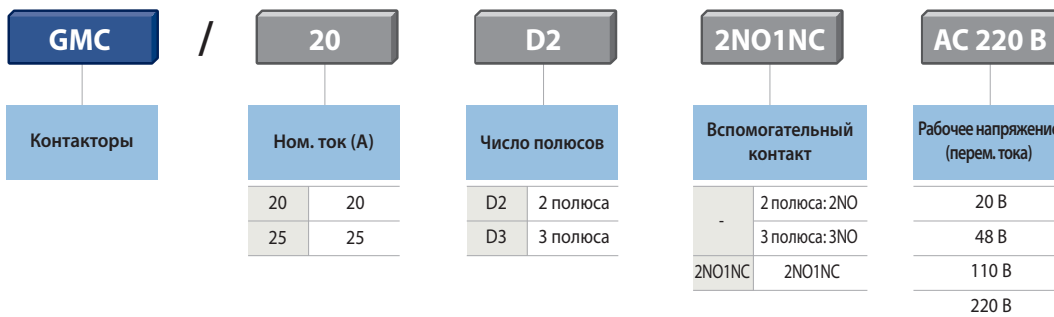 GMC / 20 D2 2NO1NC AC 220 В
Контакторы
Ном. ток (А)
Число полюсов
Вспомогательный
контакт
Рабочее напряжение
(перем. тока)
20 20
25 25
D2 2 полюса
D3 3 полюса
- 2 полюса: 2NO
3 полюса: 3NO
2NO1NC 2NO1NC
20 В
48 В
110 В
220 В